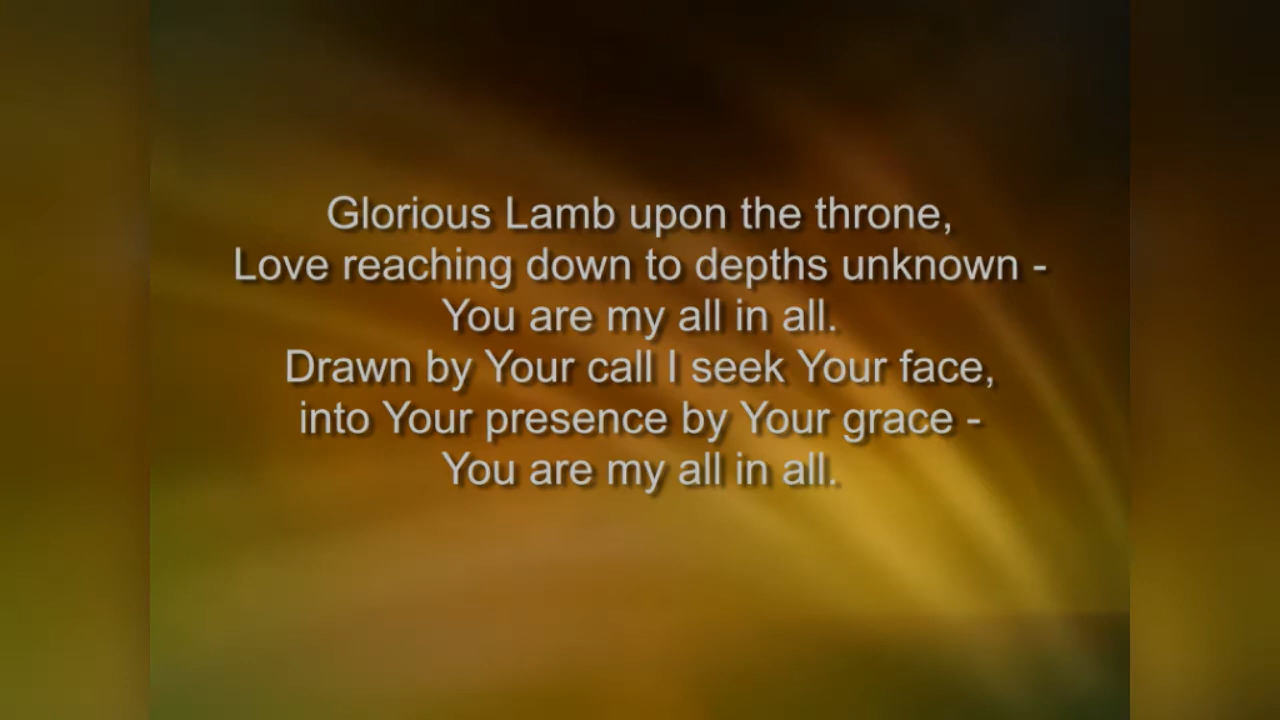 Glorious Lamb upon the throne,
Love reaching down to depths unknown -
You are my all in all.
Drawn by Your call I seek Your face,
into Your presence by Your grace -
You are my all in all.